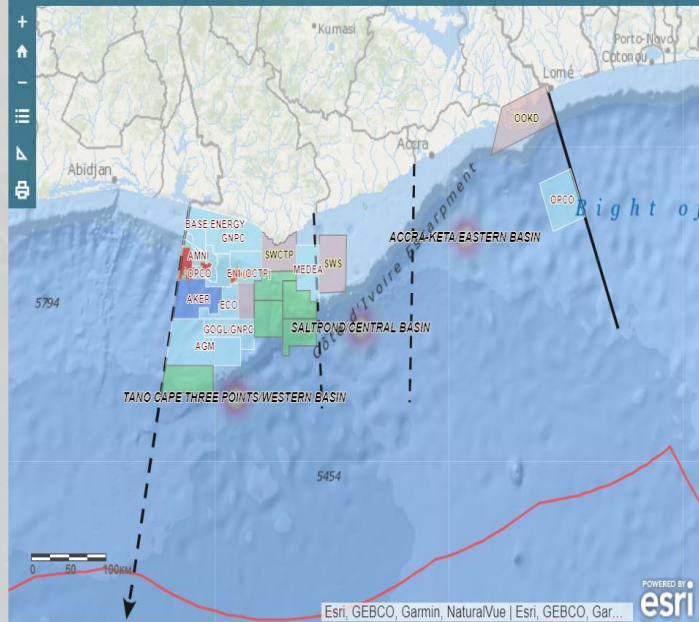 +
−
Kumasi
Porto-Novo
Cotonou
Lomé
OOKD
Accra
Abidjan
OPCO
Bight of
BASE ENERGY
GNPC
ACCRA-KETA/EASTERN BASIN
SWCTP
SWS
AMNI
OPCO
ENI (OCTP)
MEDEA
AKER
ECO
Côte d'Ivoire Escarpment
5794
GOGL/GNPC
SALTPOND/CENTRAL BASIN
AGM
TANO CAPE THREE POINTS/WESTERN BASIN
5454
0 50 100KM
POWERED BY
esri
Esri, GEBCO, Garmin, NaturalVue | Esri, GEBCO, Gar...